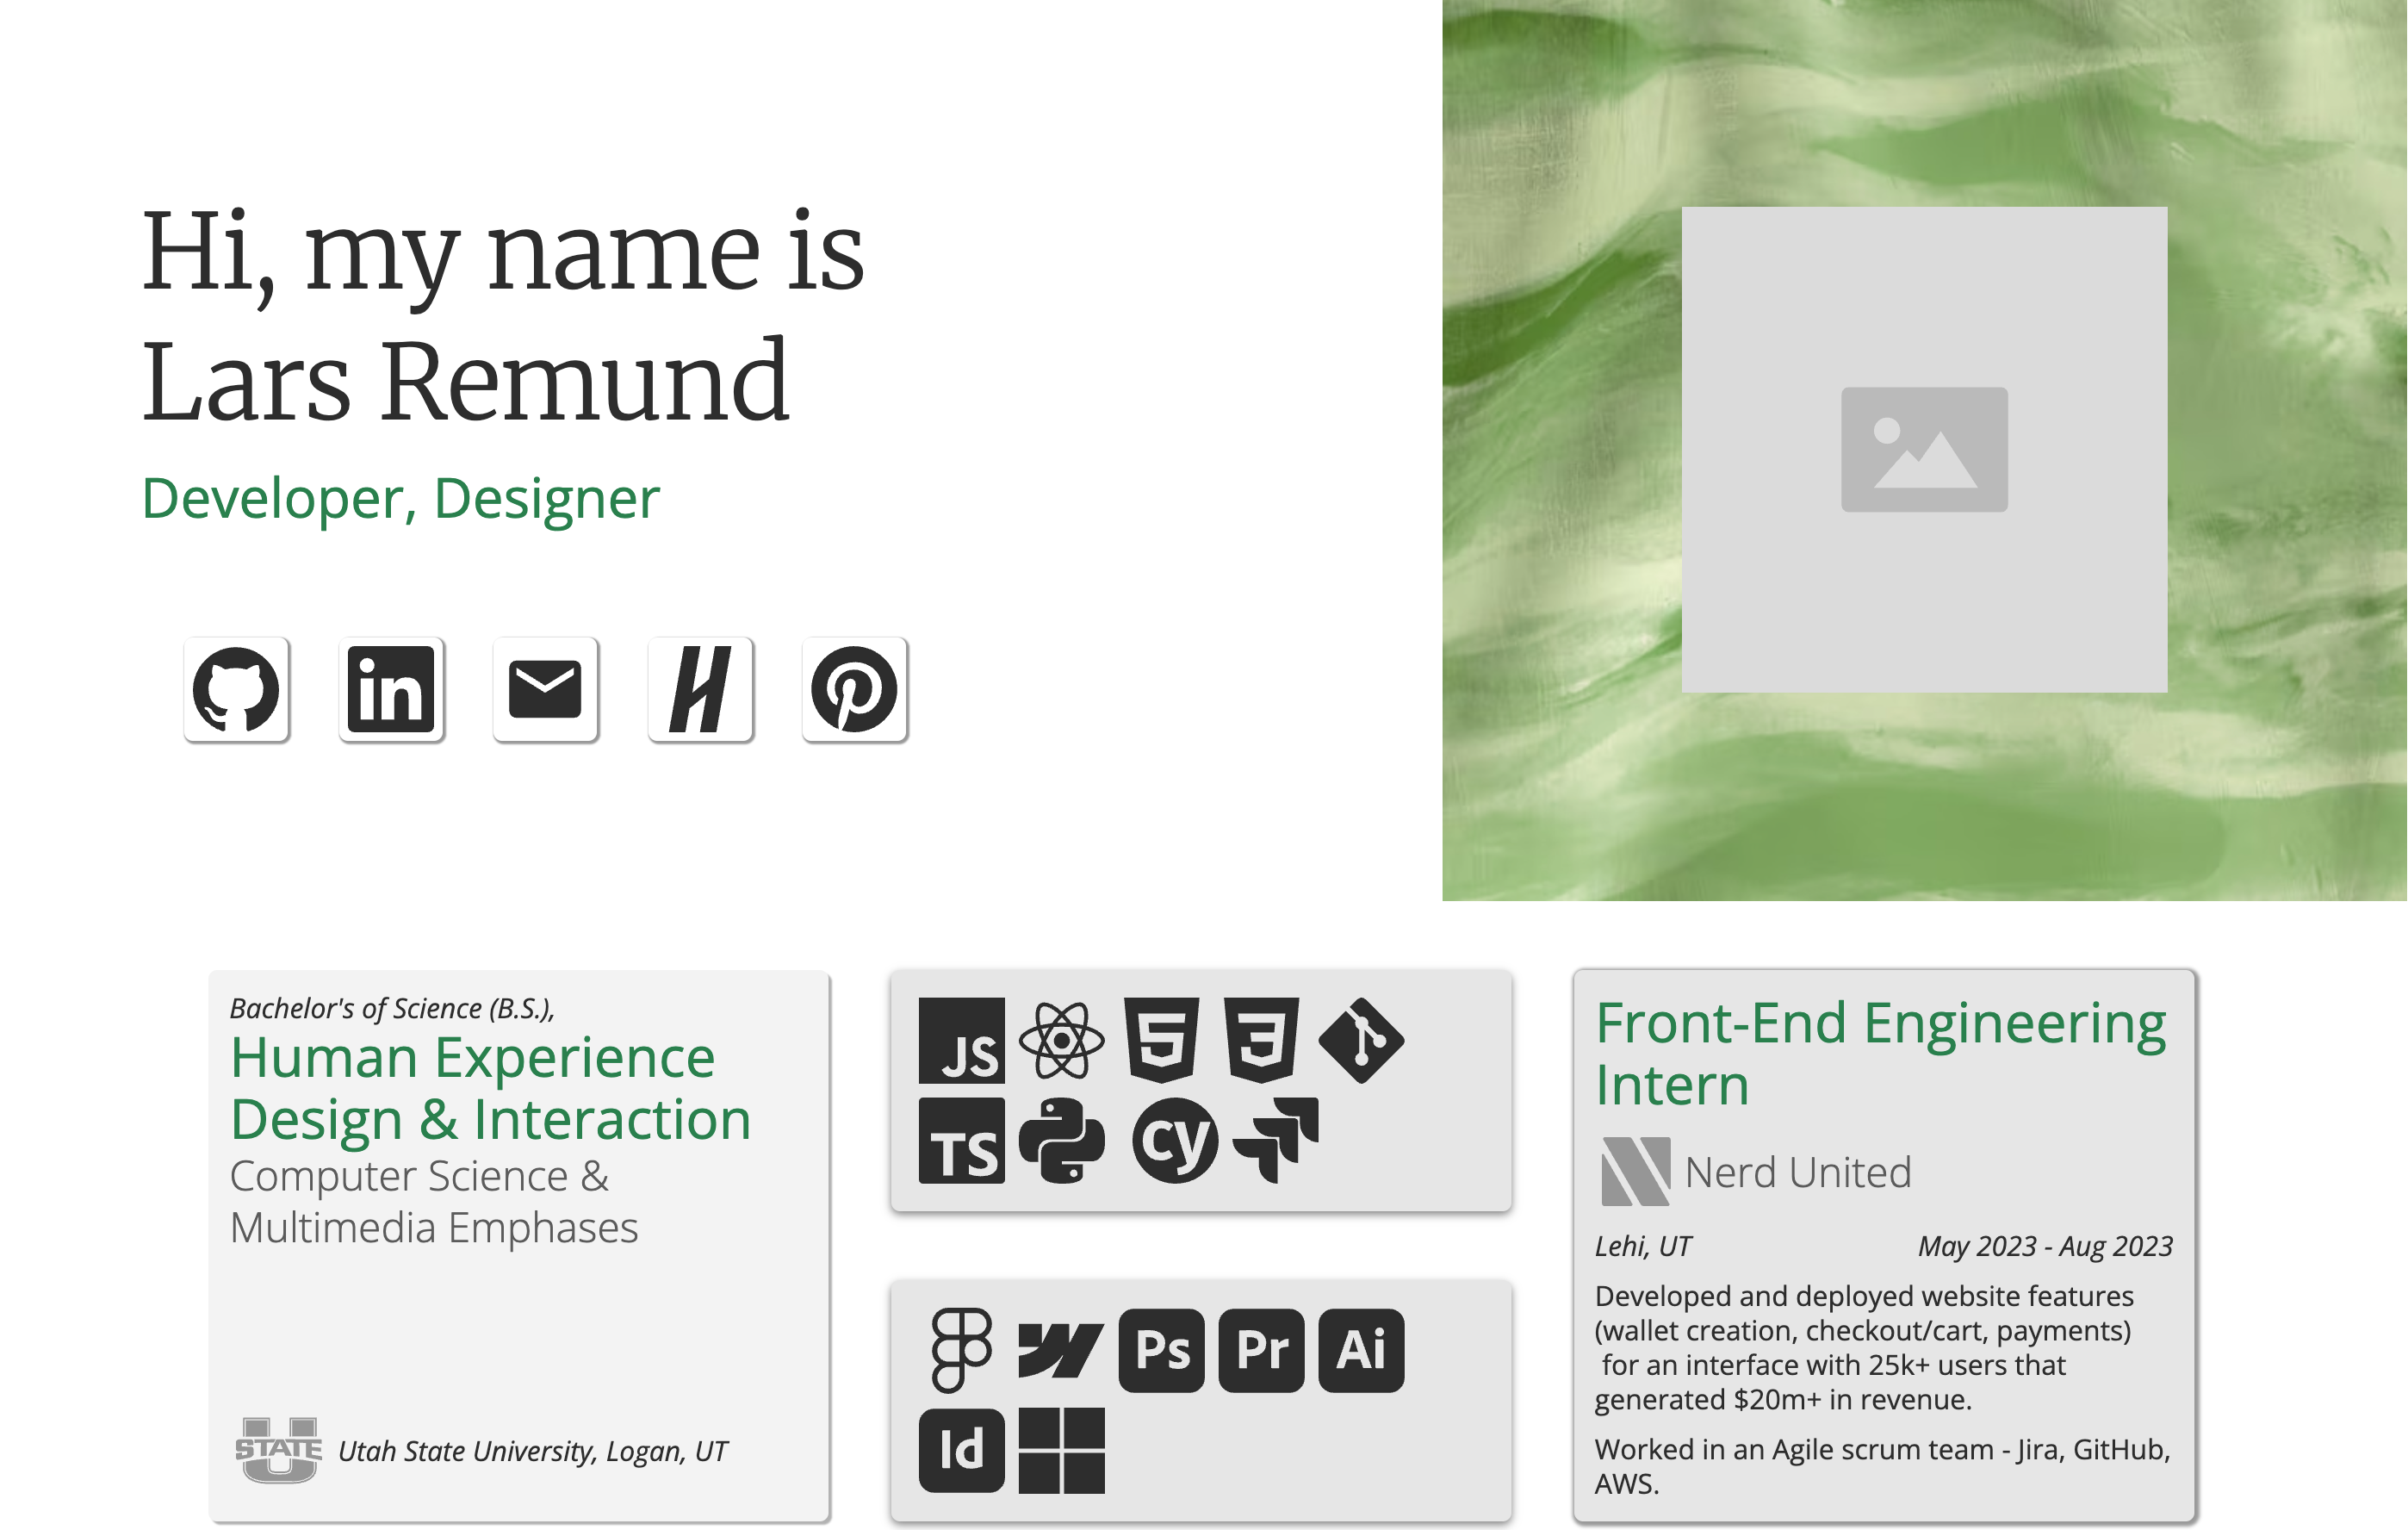 Hi, my name is
Lars Remund
Developer, Designer
in
Bachelor's of Science (B.S.),
Human Experience
Design & Interaction
Computer Science &
Multimedia Emphases
U STATE
Utah State University, Logan, UT
JS
5
3
TS
cy
Ps
Pr
Ai
Id
Front-End Engineering
Intern
Nerd United
Lehi, UT
May 2023 - Aug 2023
Developed and deployed website features
(wallet creation, checkout/cart, payments)
for an interface with 25k+ users that
generated $20m+ in revenue.
Worked in an Agile scrum team - Jira, GitHub,
AWS.